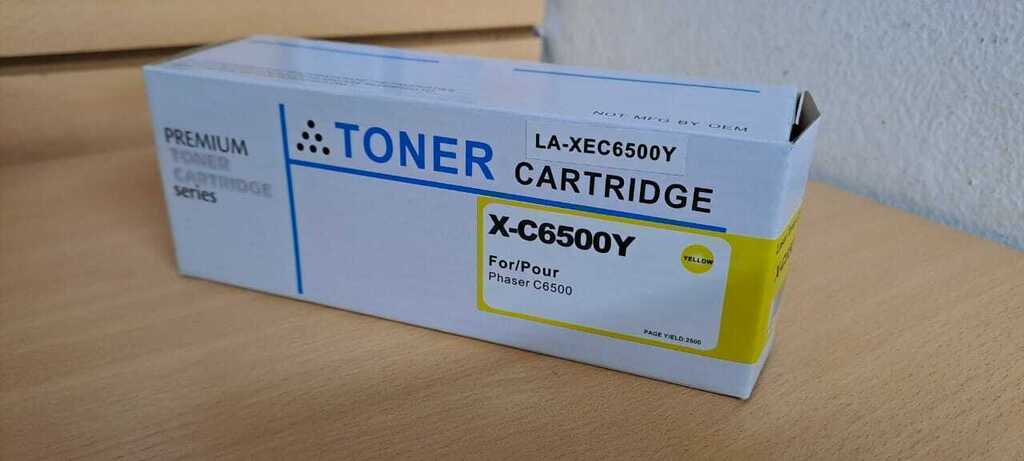 PREMIUM
TONER
CARTRIDGE
series
NOT MFG BY OEM
LA-XEC6500Y
TONER
CARTRIDGE
X-C6500Y
YELLOW
For/Pour
Phaser C6500
PAGE YIELD:2500